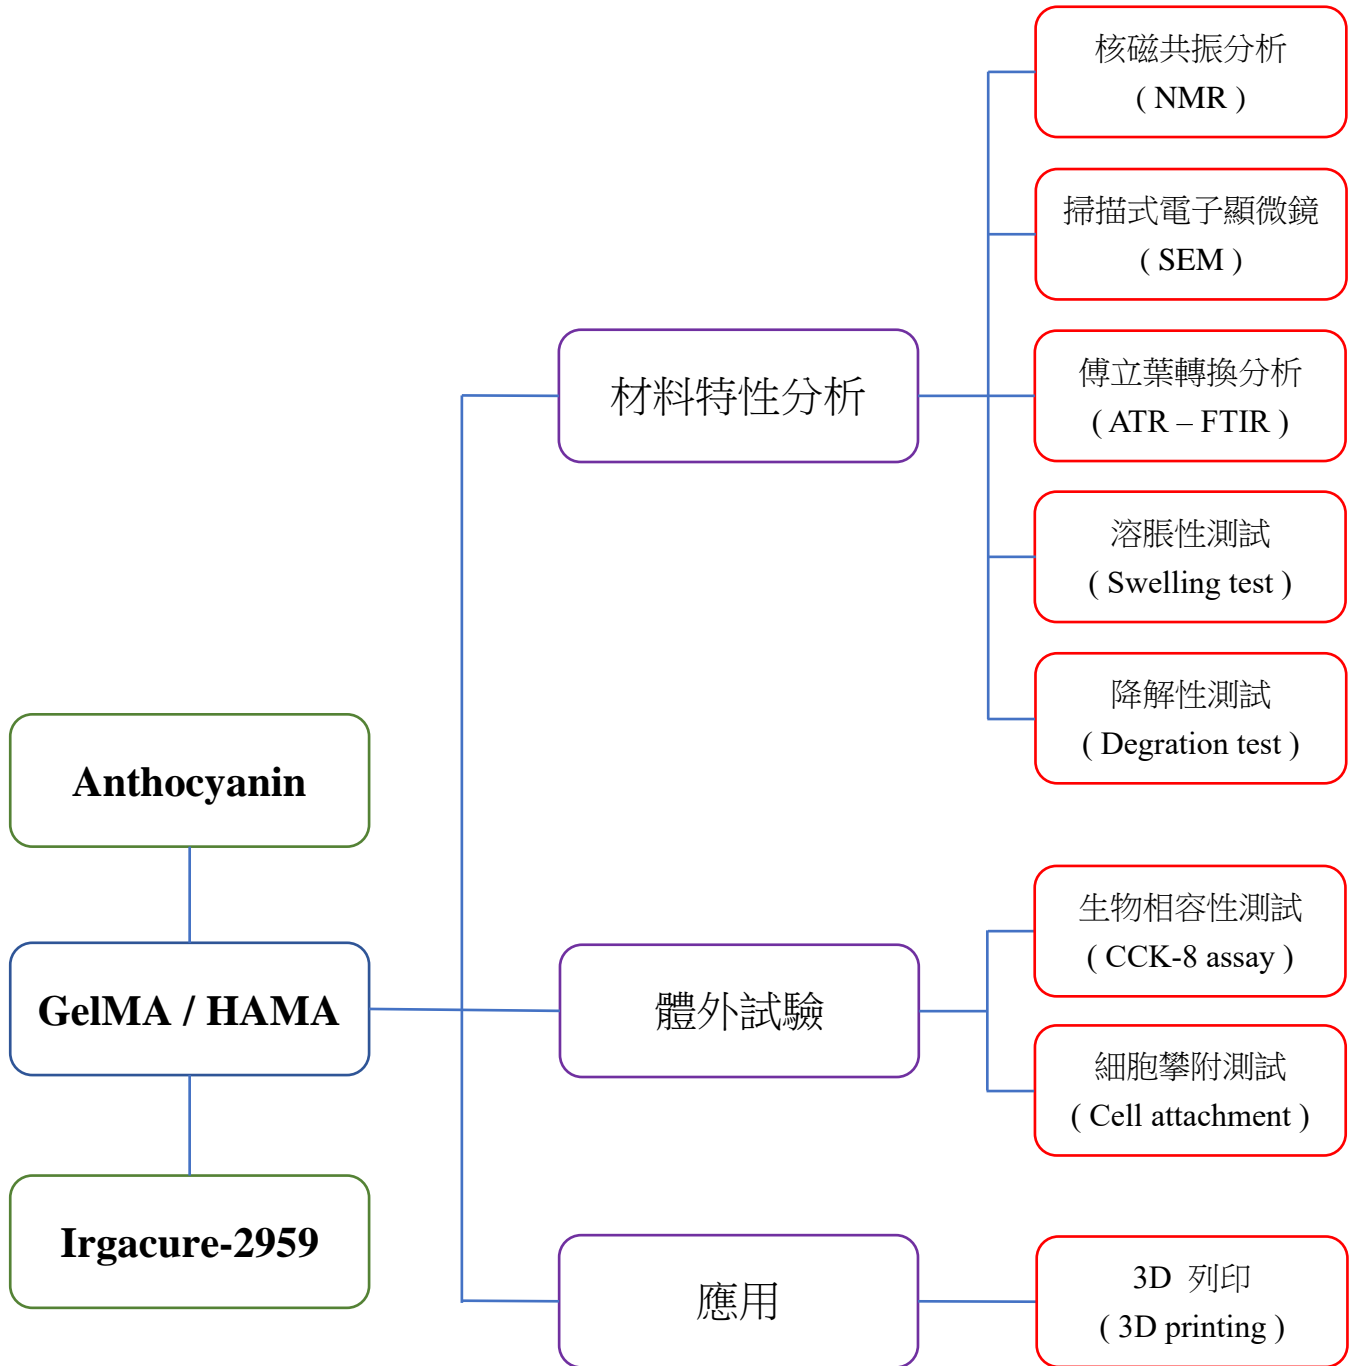 核磁共振分析
( NMR )
掃描式電子顯微鏡
( SEM )
傅立葉轉換分析
( ATR – FTIR )
溶脹性測試
( Swelling test )
降解性測試
( Degration test )
材料特性分析
Anthocyanin
GelMA / HAMA
Irgacure-2959
體外試驗
生物相容性測試
( CCK-8 assay )
細胞攀附測試
( Cell attachment )
應用
3D 列印
( 3D printing )